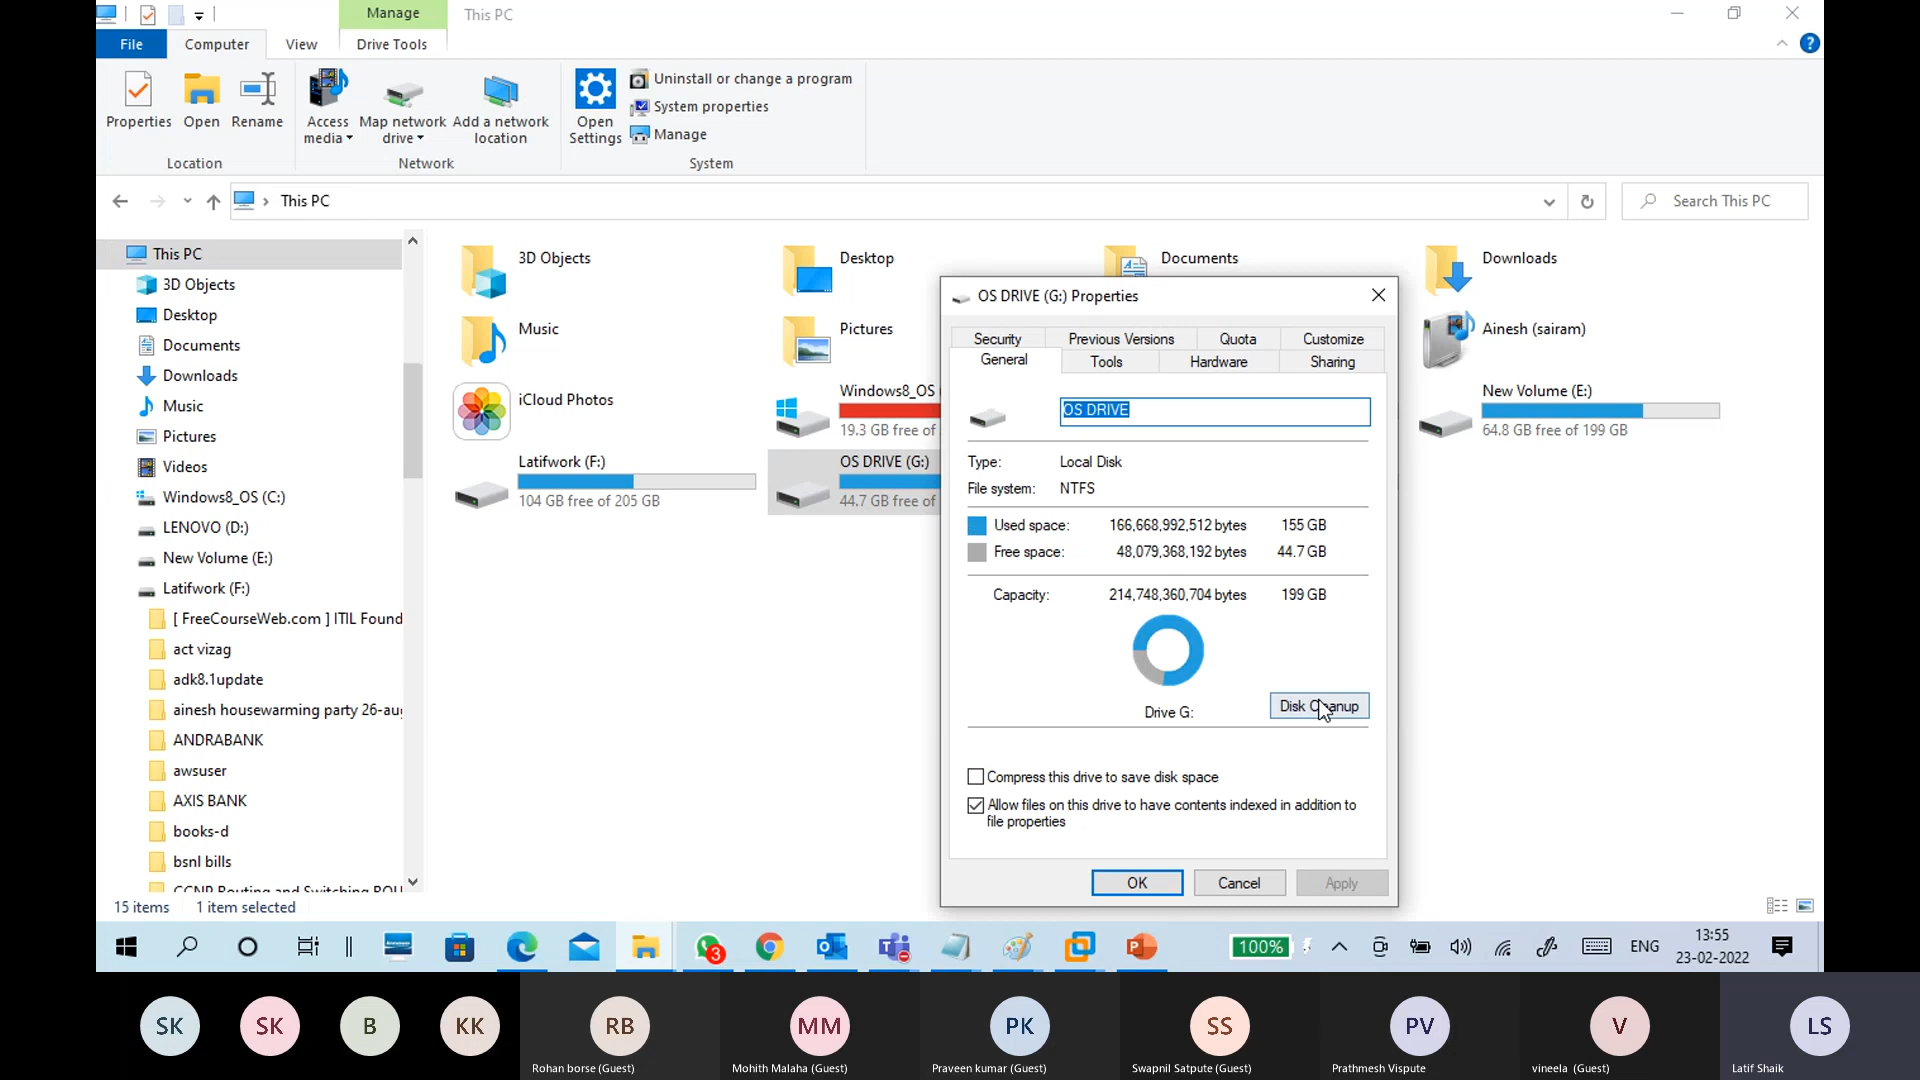 Manage
This PC
File
Computer
View
Drive Tools
Properties
Open
Rename
Access media
Map network drive
Add a network location
Open Settings
Uninstall or change a program
System properties
Manage
Location
Network
System
This PC
Search This PC
This PC
3D Objects
Desktop
Documents
Downloads
Music
Pictures
Videos
Windows8_OS (C:)
LENOVO (D:)
New Volume (E:)
Latifwork (F:)
[ FreeCourseWeb.com ] ITIL Found
act vizag
adk8.1update
ainesh housewarming party 26-au
ANDRABANK
awsuser
AXIS BANK
books-d
bsnl bills
CCNP Routing and Switching ROU
3D Objects
Desktop
Documents
Downloads
Music
Pictures
Ainesh (sairam)
iCloud Photos
Windows8_OS (
19.3 GB free of
New Volume (E:)
64.8 GB free of 199 GB
Latifwork (F:)
104 GB free of 205 GB
OS DRIVE (G:)
44.7 GB free of
OS DRIVE (G:) Properties
Security
Previous Versions
Quota
Customize
General
Tools
Hardware
Sharing
OS DRIVE
Type: Local Disk
File system: NTFS
Used space: 166,668,992,512 bytes 155 GB
Free space: 48,079,368,192 bytes 44.7 GB
Capacity: 214,748,360,704 bytes 199 GB
Drive G:
Disk Cleanup
Compress this drive to save disk space
Allow files on this drive to have contents indexed in addition to
file properties
OK
Cancel
Apply
15 items
1 item selected
3
100%
ENG
13:55
23-02-2022
SK
SK
B
KK
RB
MM
PK
SS
PV
V
LS
Rohan borse (Guest)
Mohith Malaha (Guest)
Praveen kumar (Guest)
Swapnil Satpute (Guest)
Prathmesh Vispute
vineela (Guest)
Latif Shaik